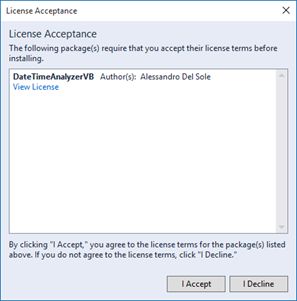 License Acceptance
License Acceptance
The following package(s) require that you accept their license terms before
installing.
DateTimeAnalyzerVB Author(s): Alessandro Del Sole
View License
By clicking "I Accept," you agree to the license terms for the package(s) listed
above. If you do not agree to the license terms, click "I Decline."
I Accept I Decline